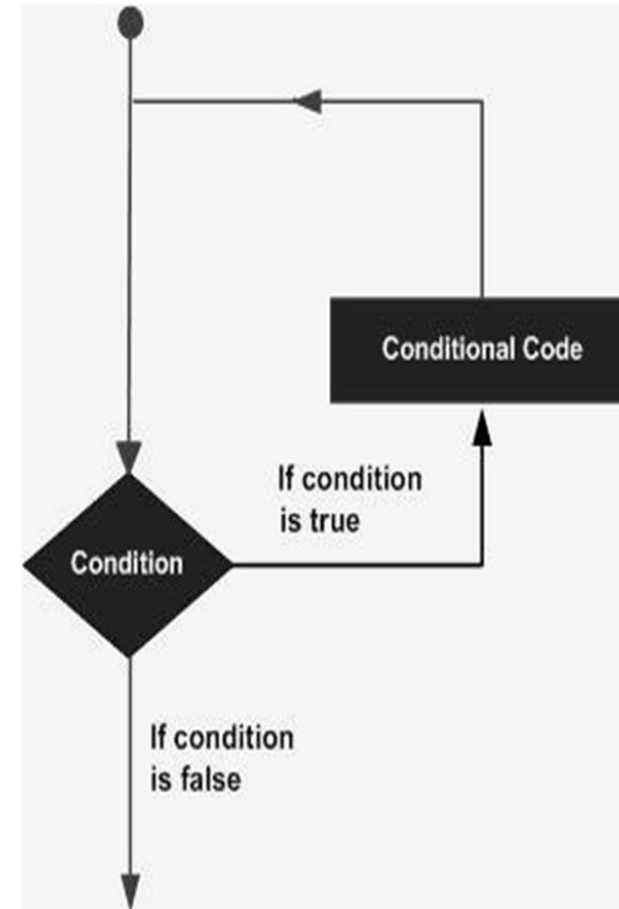 Conditional Code
If condition
is true
Condition
If condition
is false